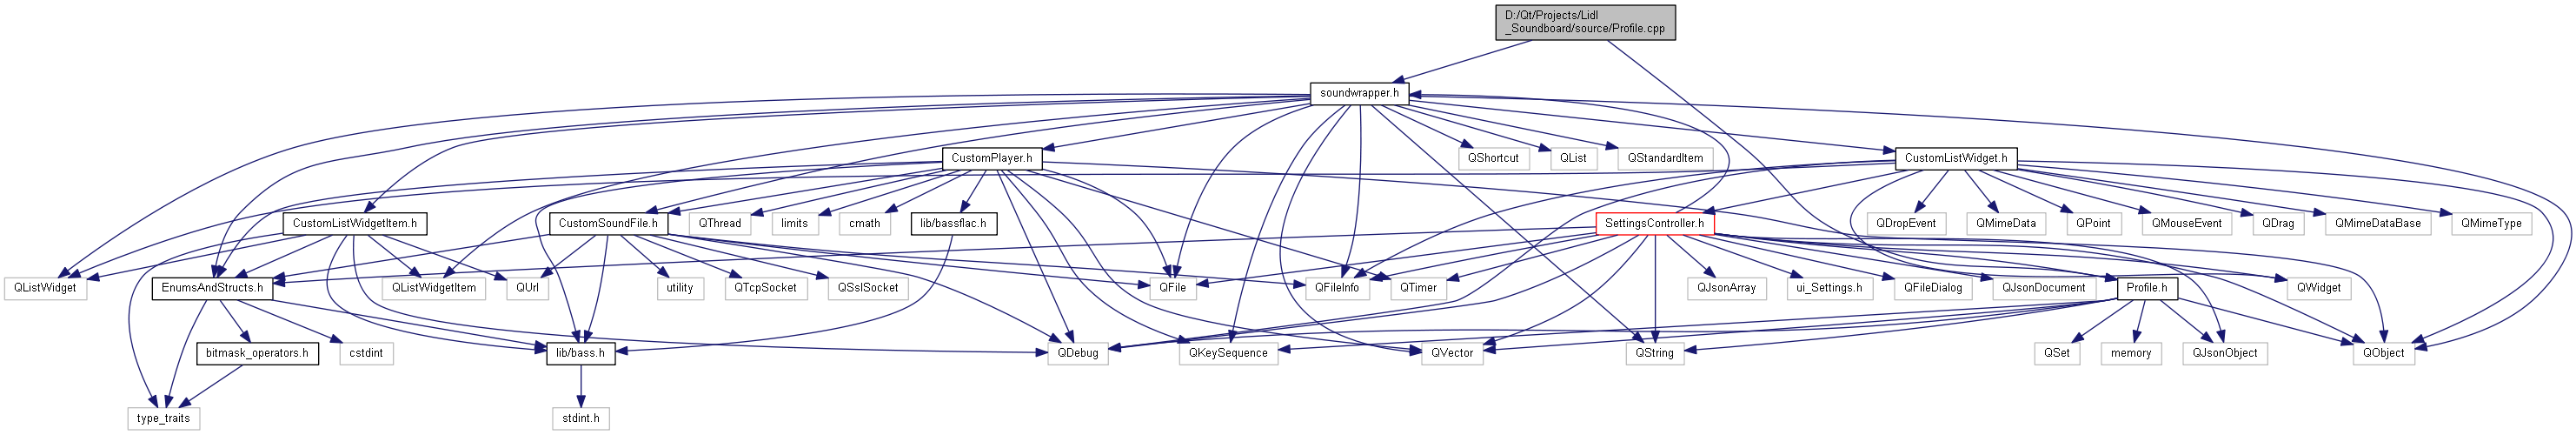 D:/Qt/Projects/Lidl
_Soundboard/source/Profile.cpp
soundwrapper.h
CustomPlayer.h
QShortcut
QList
QStandardItem
CustomListWidget.h
CustomListWidgetItem.h
CustomSoundFile.h
QThread
limits
cmath
lib/bassflac.h
SettingsController.h
QDropEvent
QMimeData
QPoint
QMouseEvent
QDrag
QMimeDataBase
QMimeType
QListWidget
EnumsAndStructs.h
QListWidgetItem
QUrl
utility
QTcpSocket
QSslSocket
QFile
QFileInfo
QTimer
QJsonArray
ui_Settings.h
QFileDialog
QJsonDocument
Profile.h
QWidget
bitmask_operators.h
cstdint
lib/bass.h
QDebug
QKeySequence
QVector
QString
QSet
memory
QJsonObject
QObject
type_traits
stdint.h